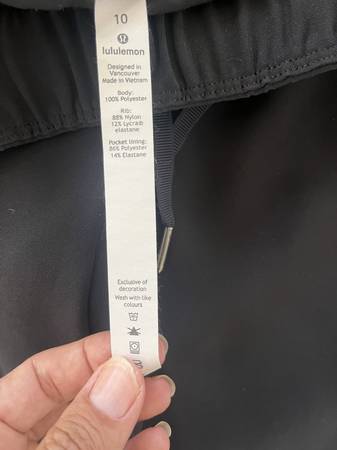 10
lululemon
Designed in
Vancouver
Made in Vietnam
Body:
100% Polyester
Rib:
88% Nylon
12% Lycra®
elastane
Pocket lining:
86% Polyester
14% Elastane
Exclusive of
decoration
Wash with like
colours